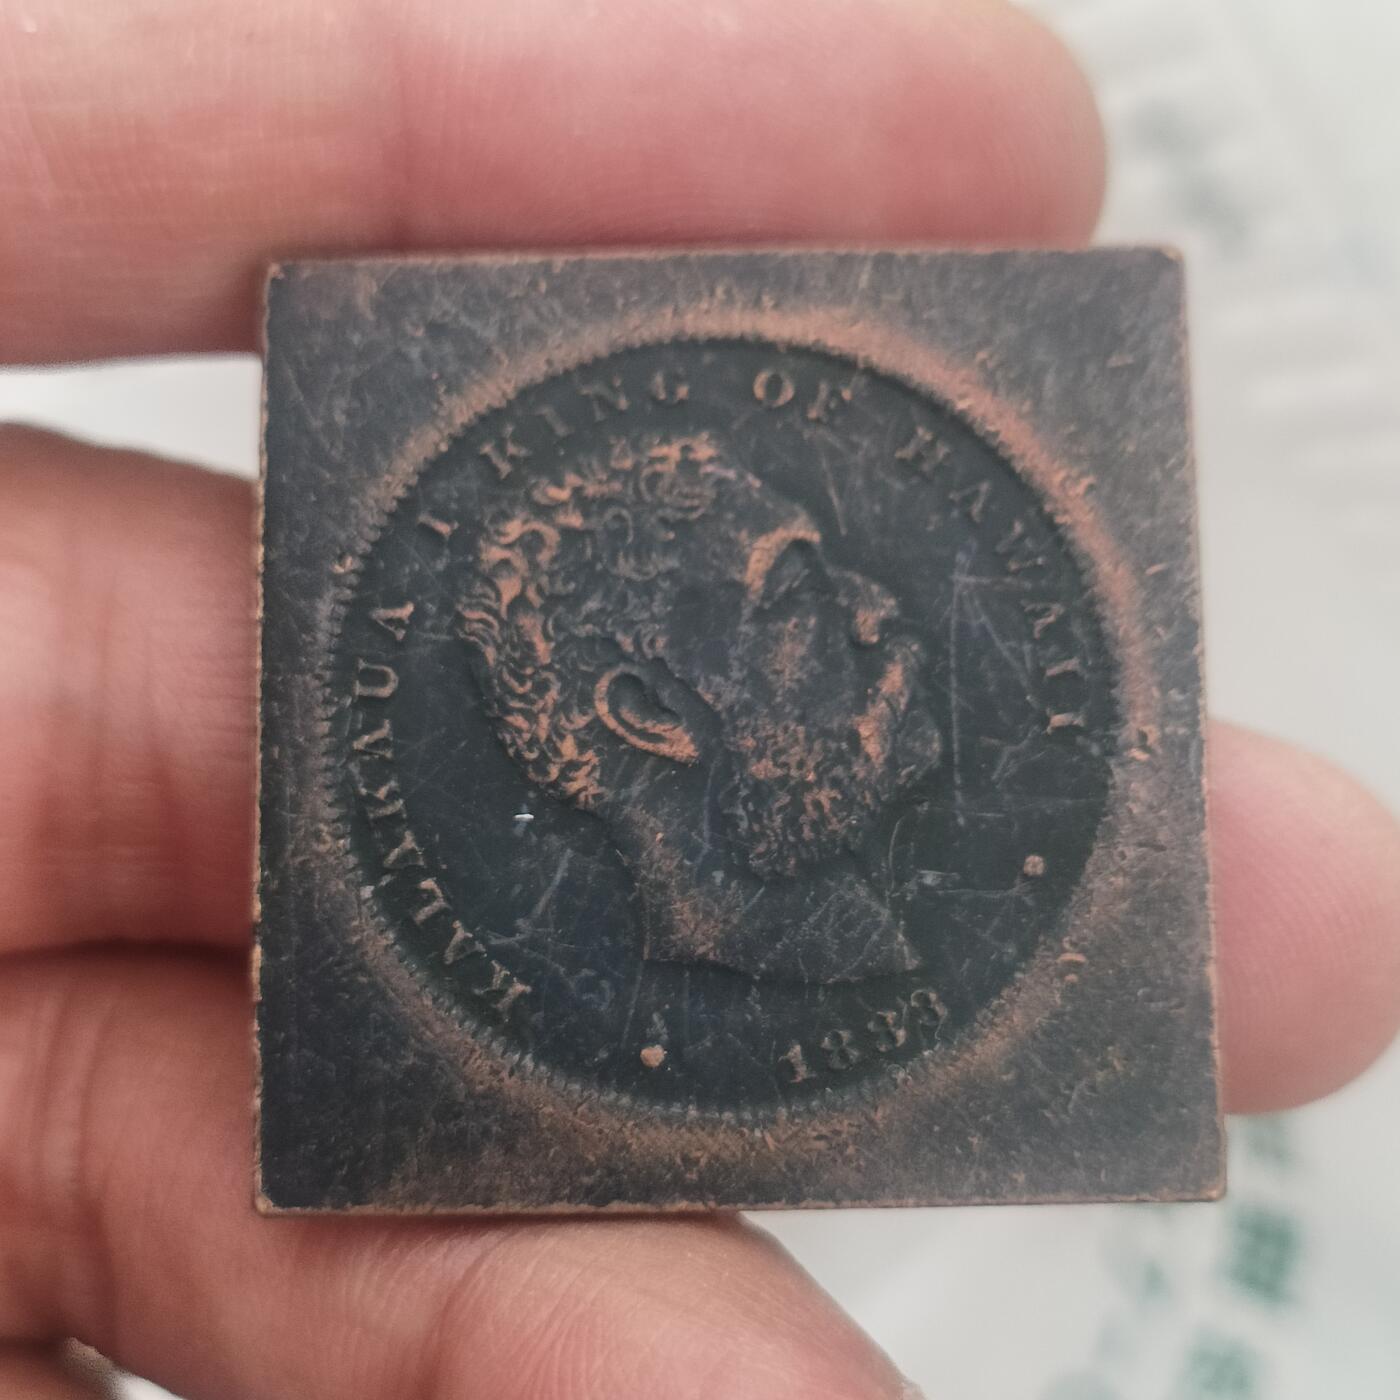 KALAKAUA I KING OF HAWAII
1883